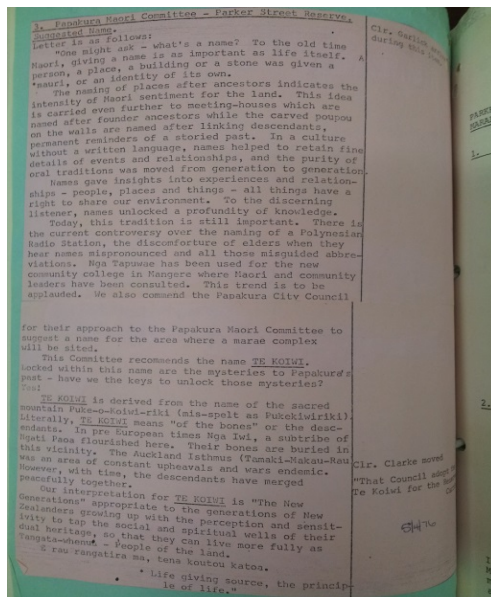 3. Papakura Maori Committee - Parker Street Reserve.
Suggested Name.
Letter is as follows:
"One might ask - what's a name? To the old time
Maori, giving a name is as important as life itself. A
person, a place, a building or a stone was given a
*mauri, or an identity of its own.
The naming of places after ancestors indicates the
intensity of Maori sentiment for the land. This idea
is carried even further to meeting-houses which are
named after founder ancestors while the carved poupou
on the walls are named after linking descendants,
permanent reminders of a storied past. In a culture
without a written language, names helped to retain fine
details of events and relationships, and the purity of
oral traditions was moved from generation to generation.
Names gave insights into experiences and relation-
ships - people, places and things - all things have a
right to share our environment. To the discerning
listener, names unlocked a profundity of knowledge.
Today, this tradition is still important. There is
the current controversy over the naming of a Polynesian
Radio Station, the discomforture of elders when they
hear names mispronounced and all those misguided abbre-
viations. Nga Tapuwae has been used for the new
community college in Mangere where Maori and community
leaders have been consulted. This trend is to be
applauded. We also commend the Papakura City Council
for their approach to the Papakura Maori Committee to
suggest a name for the area where a marae complex
will be sited.
This Committee recommends the name TE KOIWI.
Locked within this name are the mysteries to Papakura's
past - have we the keys to unlock those mysteries?
TE KOIWI is derived from the name of the sacred
mountain Puke-o-Koiwi-riki (mis-spelt as Pukekiwiriki).
Literally, TE KOIWI means "of the bones" or the desc-
endants. In pre European times Nga Iwi, a subtribe of
Ngati Paoa flourished here. Their bones are buried in
this vicinity. The Auckland Isthmus (Tamaki-Makau-Rau
was an area of constant upheavals and wars endemic.
However, with time, the descendants have merged
peacefully together.
Our interpretation for TE KOIWI is "The New
Generations" appropriate to the generations of New
Zealanders growing up with the perception and sensit-
ivity to tap the social and spiritual wells of their
dual heritage, so that they can live more fully as
Tangata-whenua - People of the land.
E rau rangatira ma, tena koutou katoa.
* Life giving source, the princip-
le of life."
Clr. Garlick
during this
Clr. Clarke moved
"That Council adopt
Te Koiwi for the
1.
2.